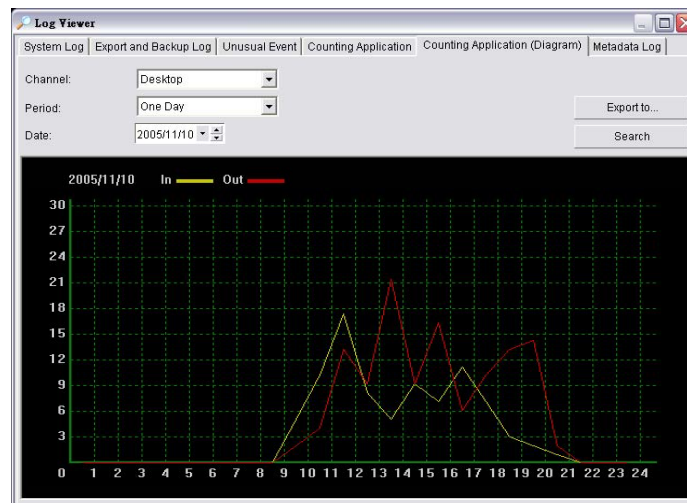 Log Viewer
System Log Export and Backup Log Unusual Event Counting Application Counting Application (Diagram) Metadata Log
Channel: Desktop
Period: One Day Export to...
Date: 2005/11/10 Search
2005/11/10 In Out
30
27
24
21
18
15
12
9
6
3
0 1 2 3 4 5 6 7 8 9 10 11 12 13 14 15 16 17 18 19 20 21 22 23 24